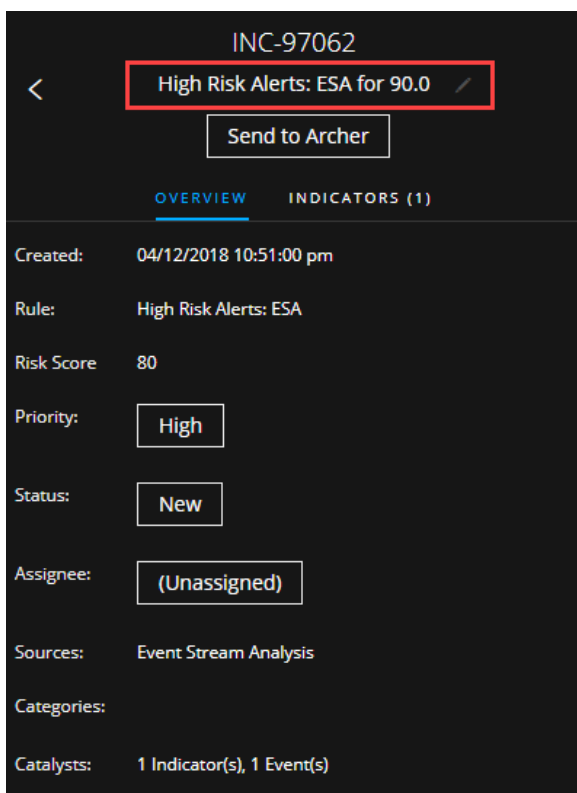 INC-97062
High Risk Alerts: ESA for 90.0
Send to Archer
OVERVIEW INDICATORS (1)
Created: 04/12/2018 10:51:00 pm
Rule: High Risk Alerts: ESA
Risk Score 80
Priority: High
Status: New
Assignee: (Unassigned)
Sources: Event Stream Analysis
Categories:
Catalysts: 1 Indicator(s), 1 Event(s)